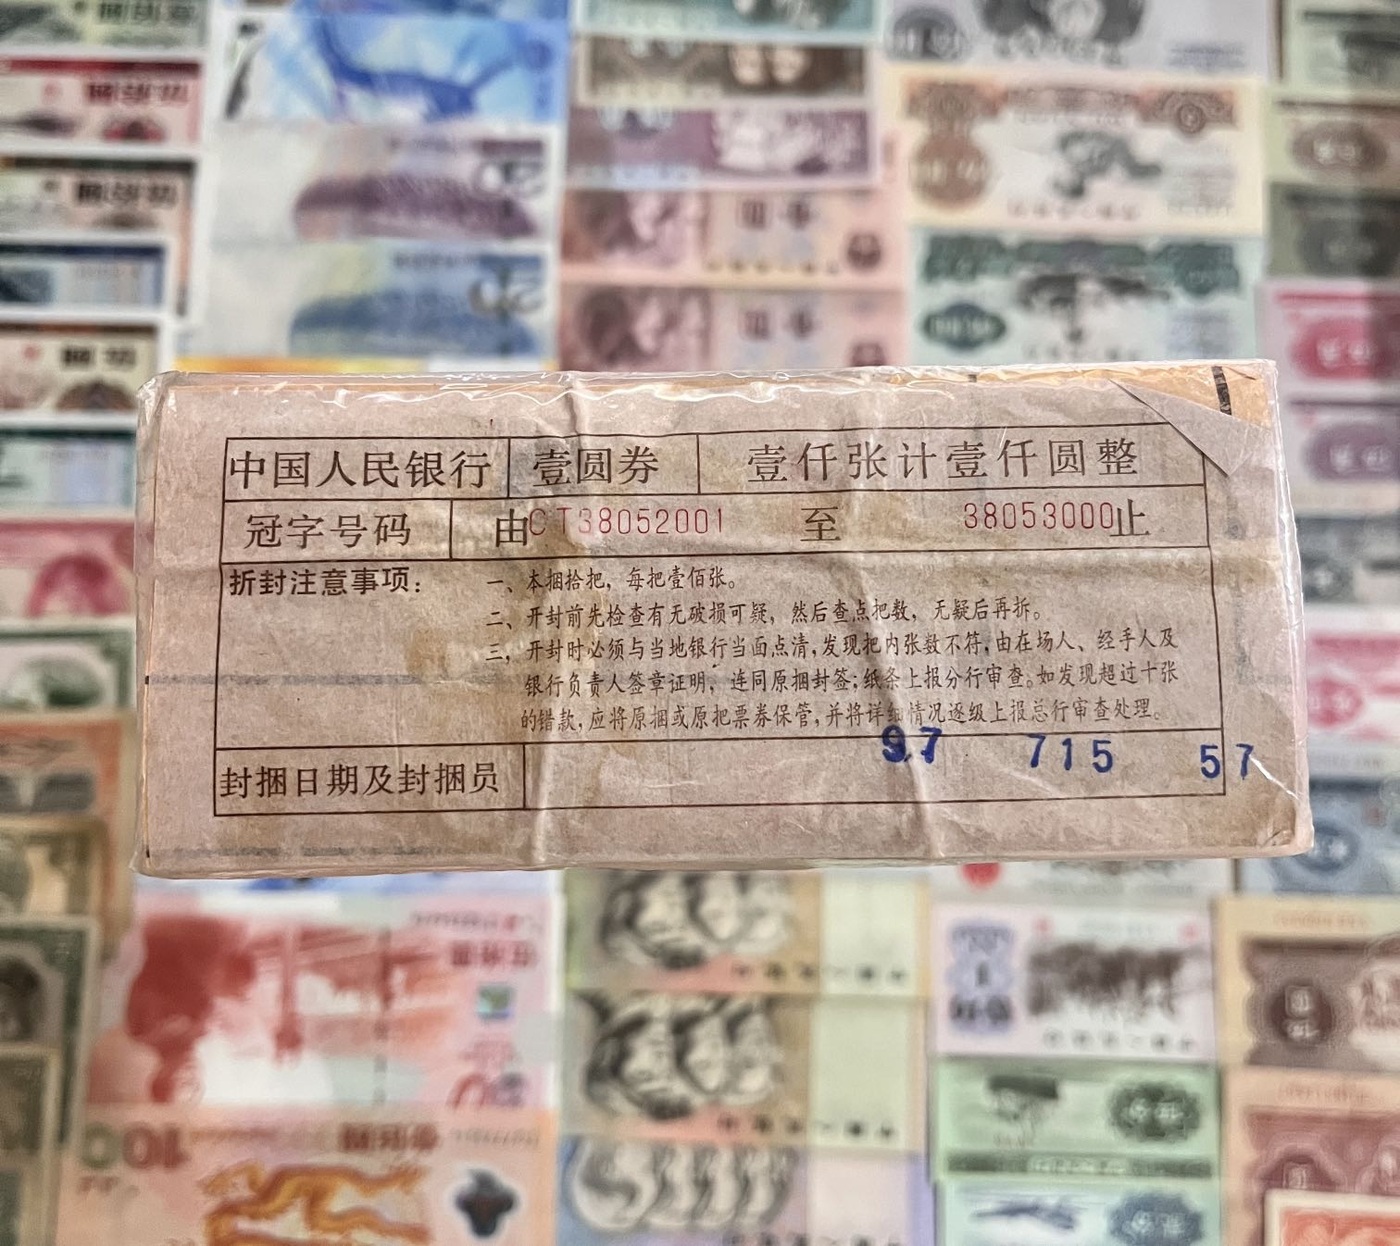 中国人民银行 壹圆券 壹仟张计壹仟圆整
冠字号码 由CT38052001 至 38053000止
折封注意事项：
一、本捆拾把，每把壹佰张。
二、开封前先检查有无破损可疑，然后查点把数，无疑后再拆。
三、开封时必须与当地银行当面点清，发现把内张数不符，由在场人、经手人及
银行负责人签章证明，连同原捆封签；纸条上报分行审查。如发现超过十张
的错款，应将原捆或原把票券保管，并将详细情况逐级上报总行审查处理。
封捆日期及封捆员 97 715 57
100